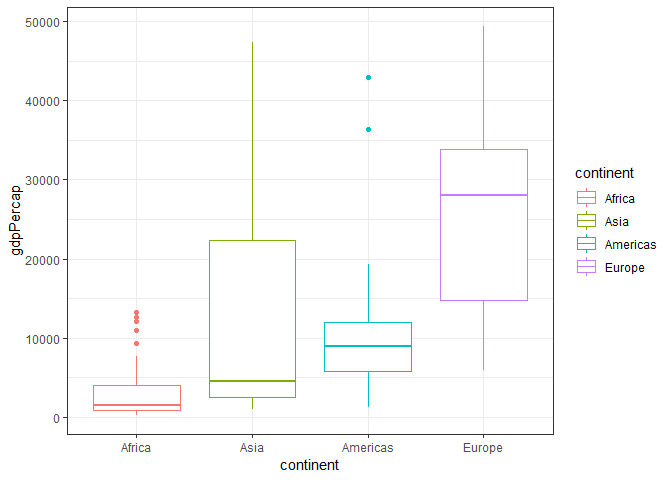 50000
40000
30000
20000
10000
0
gdpPercap
Africa
Asia
Americas
Europe
continent
continent
Africa
Asia
Americas
Europe